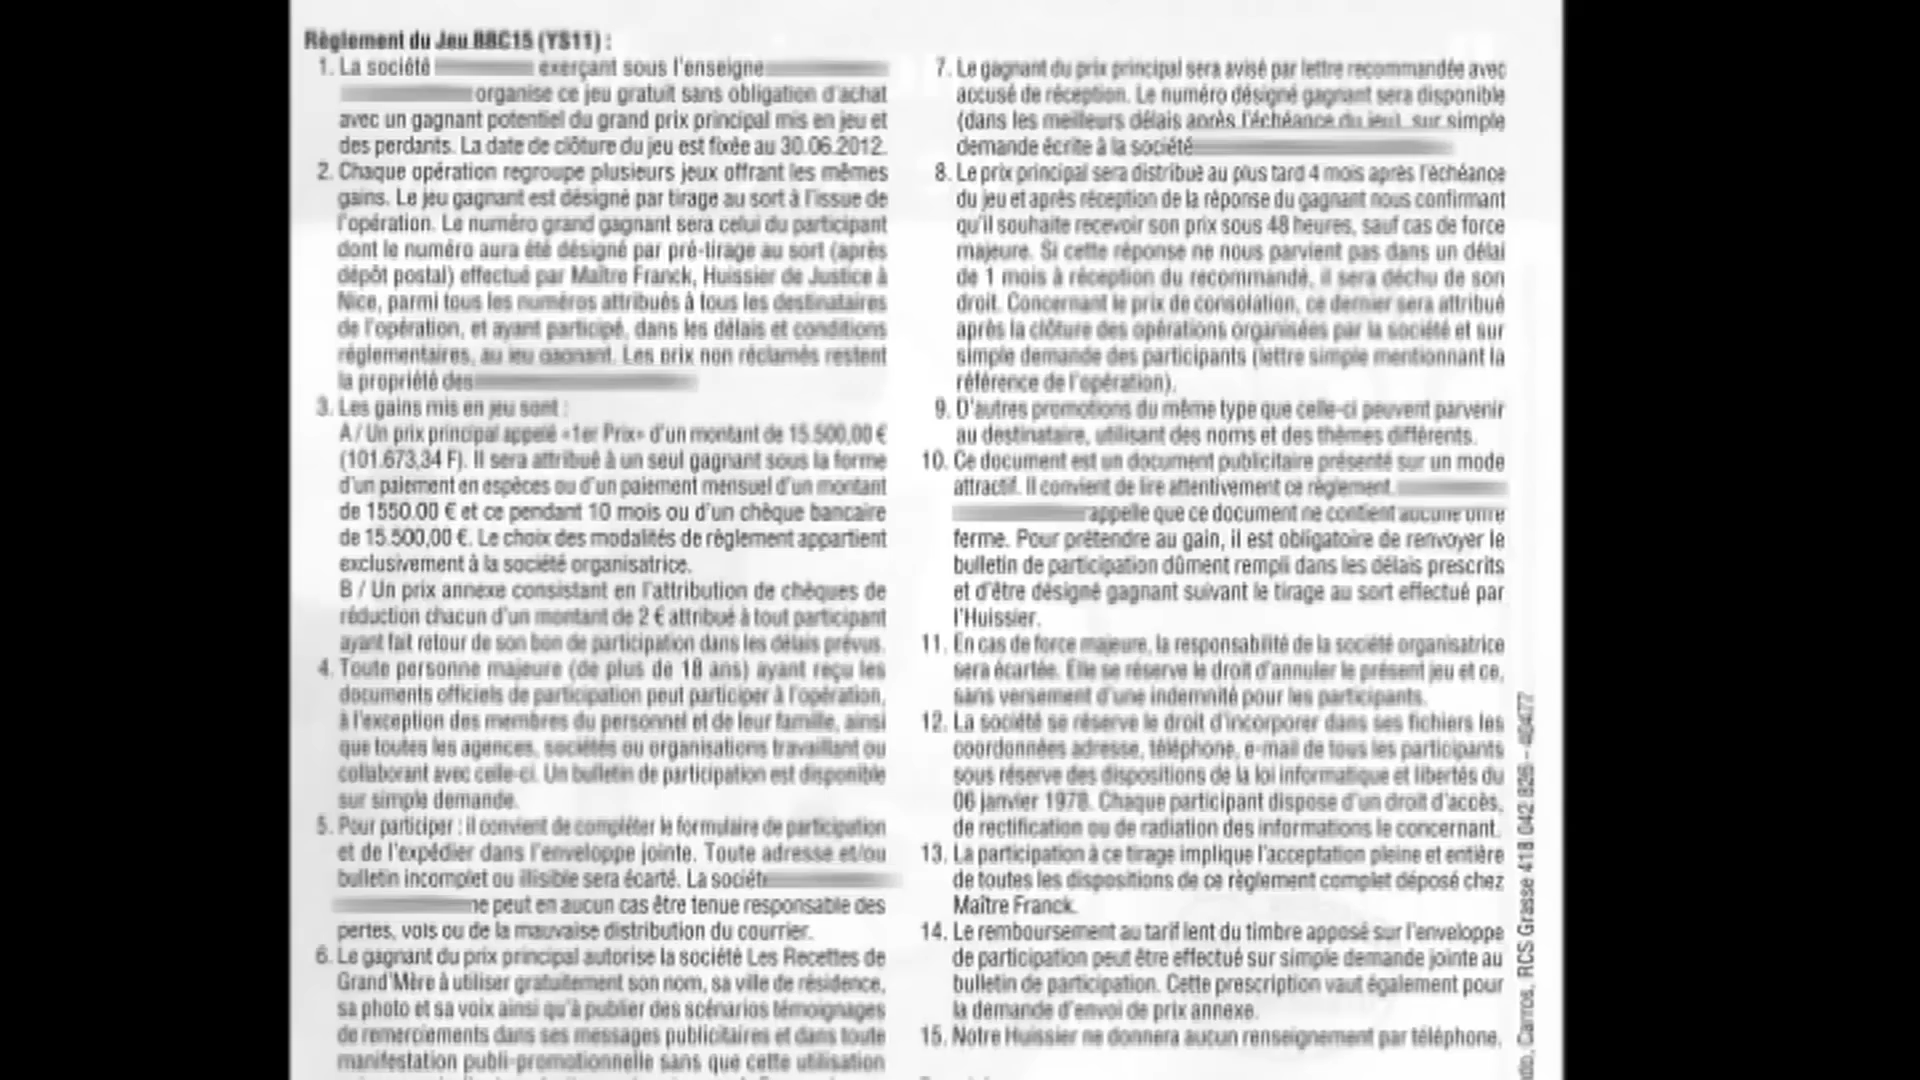 Règlement du Jeu BBC15 (YS11) :
1. La société exerçant sous l'enseigne
organise ce jeu gratuit sans obligation d'achat
avec un gagnant potentiel du grand prix principal mis en jeu et
des perdants. La date de clôture du jeu est fixée au 30.06.2012.
2. Chaque opération regroupe plusieurs jeux offrant les mêmes
gains. Le jeu gagnant est désigné par tirage au sort à l'issue de
l'opération. Le numéro grand gagnant sera celui du participant
dont le numéro aura été désigné par pré-tirage au sort (après
dépôt postal) effectué par Maître Franck, Huissier de Justice à
Nice, parmi tous les numéros attribués à tous les destinataires
de l'opération, et ayant participé, dans les délais et conditions
réglementaires, au jeu gagnant. Les prix non réclamés restent
la propriété des
3. Les gains mis en jeu sont :
A / Un prix principal appelé «1er Prix» d'un montant de 15.500,00 €
(101.673,34 F). Il sera attribué à un seul gagnant sous la forme
d'un paiement en espèces ou d'un paiement mensuel d'un montant
de 1550.00 € et ce pendant 10 mois ou d'un chèque bancaire
de 15.500,00 €. Le choix des modalités de règlement appartient
exclusivement à la société organisatrice.
B / Un prix annexe consistant en l'attribution de chèques de
réduction chacun d'un montant de 2 € attribué à tout participant
ayant fait retour de son bon de participation dans les délais prévus.
4. Toute personne majeure (de plus de 18 ans) ayant reçu les
documents officiels de participation peut participer à l'opération,
à l'exception des membres du personnel et de leur famille, ainsi
que toutes les agences, sociétés ou organisations travaillant ou
collaborant avec celle-ci. Un bulletin de participation est disponible
sur simple demande.
5. Pour participer : il convient de compléter le formulaire de participation
et de l'expédier dans l'enveloppe jointe. Toute adresse et/ou
bulletin incomplet ou illisible sera écarté. La société
ne peut en aucun cas être tenue responsable des
pertes, vols ou de la mauvaise distribution du courrier.
6. Le gagnant du prix principal autorise la société Les Recettes de
Grand'Mère à utiliser gratuitement son nom, sa ville de résidence,
sa photo et sa voix ainsi qu'à publier des scénarios témoignages
de remerciements dans ses messages publicitaires et dans toute
manifestation publi-promotionnelle sans que cette utilisation
7. Le gagnant du prix principal sera avisé par lettre recommandée avec
accusé de réception. Le numéro désigné gagnant sera disponible
(dans les meilleurs délais après l'échéance du jeu), sur simple
demande écrite à la société
8. Le prix principal sera distribué au plus tard 4 mois après l'échéance
du jeu et après réception de la réponse du gagnant nous confirmant
qu'il souhaite recevoir son prix sous 48 heures, sauf cas de force
majeure. Si cette réponse ne nous parvient pas dans un délai
de 1 mois à réception du recommandé, il sera déchu de son
droit. Concernant le prix de consolation, ce dernier sera attribué
après la clôture des opérations organisées par la société et sur
simple demande des participants (lettre simple mentionnant la
référence de l'opération).
9. D'autres promotions du même type que celle-ci peuvent parvenir
au destinataire, utilisant des noms et des thèmes différents.
10. Ce document est un document publicitaire présenté sur un mode
attractif. Il convient de lire attentivement ce règlement.
appelle que ce document ne contient aucune offre
ferme. Pour prétendre au gain, il est obligatoire de renvoyer le
bulletin de participation dûment rempli dans les délais prescrits
et d'être désigné gagnant suivant le tirage au sort effectué par
l'Huissier.
11. En cas de force majeure, la responsabilité de la société organisatrice
sera écartée. Elle se réserve le droit d'annuler le présent jeu et ce,
sans versement d'une indemnité pour les participants.
12. La société se réserve le droit d'incorporer dans ses fichiers les
coordonnées adresse, téléphone, e-mail de tous les participants
sous réserve des dispositions de la loi informatique et libertés du
06 janvier 1978. Chaque participant dispose d'un droit d'accès,
de rectification ou de radiation des informations le concernant.
13. La participation à ce tirage implique l'acceptation pleine et entière
de toutes les dispositions de ce règlement complet déposé chez
Maître Franck.
14. Le remboursement au tarif lent du timbre apposé sur l'enveloppe
de participation peut être effectué sur simple demande jointe au
bulletin de participation. Cette prescription vaut également pour
la demande d'envoi de prix annexe.
15. Notre Huissier ne donnera aucun renseignement par téléphone.
Carros, RCS Grasse 418 042 826 - 40477